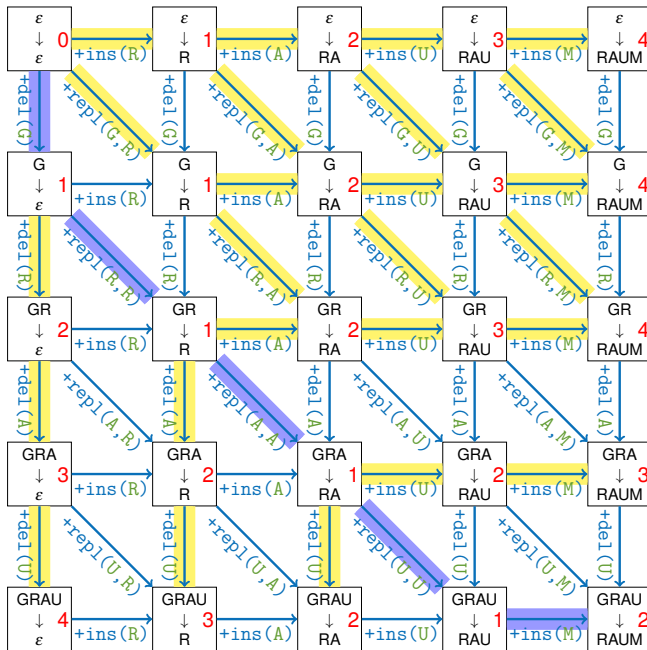 ε ε ε ε ε
↓ 0 ↓ 1 ↓ 2 ↓ 3 ↓ 4
+ins(R) +ins(A) +ins(U) +ins(M)
ε R RA RAU RAUM
+del(G) +repl(G,R) +del(G) +repl(G,A) +del(G) +repl(G,U) +del(G) +repl(G,M) +del(G)
G G G G G
↓ 1 ↓ 1 ↓ 2 ↓ 3 ↓ 4
+ins(R) +ins(A) +ins(U) +ins(M)
ε R RA RAU RAUM
+del(R) +repl(R,R) +del(R) +repl(R,A) +del(R) +repl(R,U) +del(R) +repl(R,M) +del(R)
GR GR GR GR GR
↓ 2 ↓ 1 ↓ 2 ↓ 3 ↓ 4
+ins(R) +ins(A) +ins(U) +ins(M)
ε R RA RAU RAUM
+del(A) +repl(A,R) +del(A) +repl(A,A) +del(A) +repl(A,U) +del(A) +repl(A,M) +del(A)
GRA GRA GRA GRA GRA
↓ 3 ↓ 2 ↓ 1 ↓ 2 ↓ 3
+ins(R) +ins(A) +ins(U) +ins(M)
ε R RA RAU RAUM
+del(U) +repl(U,R) +del(U) +repl(U,A) +del(U) +repl(U,U) +del(U) +repl(U,M) +del(U)
GRAU GRAU GRAU GRAU GRAU
↓ 4 ↓ 3 ↓ 2 ↓ 1 ↓ 2
+ins(R) +ins(A) +ins(U) +ins(M)
ε R RA RAU RAUM